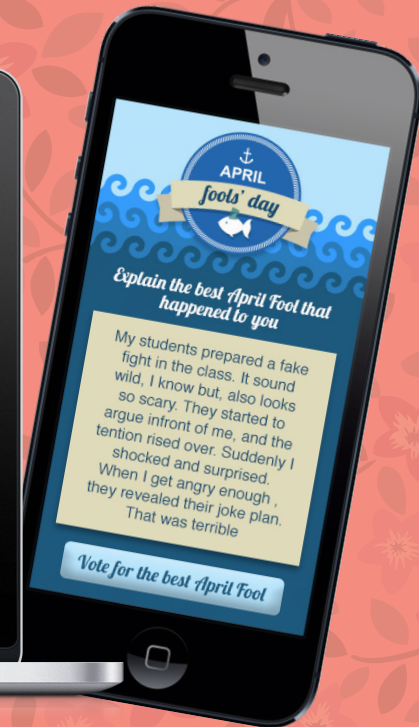 APRIL
fools' day
Explain the best April Fool that
happened to you
My students prepared a fake
fight in the class. It sound
wild, I know but, also looks
so scary. They started to
argue infront of me, and the
tention rised over. Suddenly I
shocked and surprised.
When I get angry enough ,
they revealed their joke plan.
That was terrible
Vote for the best April Fool